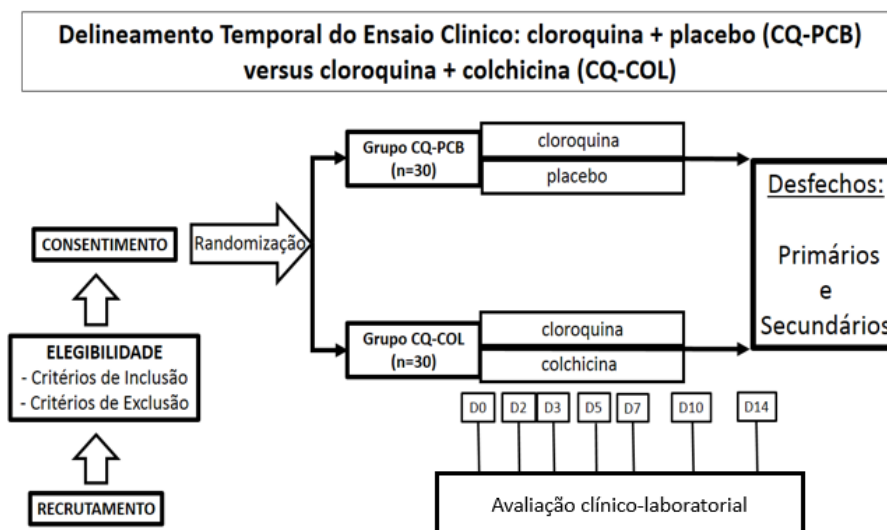 Delineamento Temporal do Ensaio Clinico: cloroquina + placebo (CQ-PCB)
versus cloroquina + colchicina (CQ-COL)
Grupo CQ-PCB
(n=30)
cloroquina
placebo
Desfechos:
Primários
e
Secundários
CONSENTIMENTO
Randomização
ELEGIBILIDADE
- Critérios de Inclusão
- Critérios de Exclusão
RECRUTAMENTO
Grupo CQ-COL
(n=30)
cloroquina
colchicina
D0 D2 D3 D5 D7 D10 D14
Avaliação clínico-laboratorial